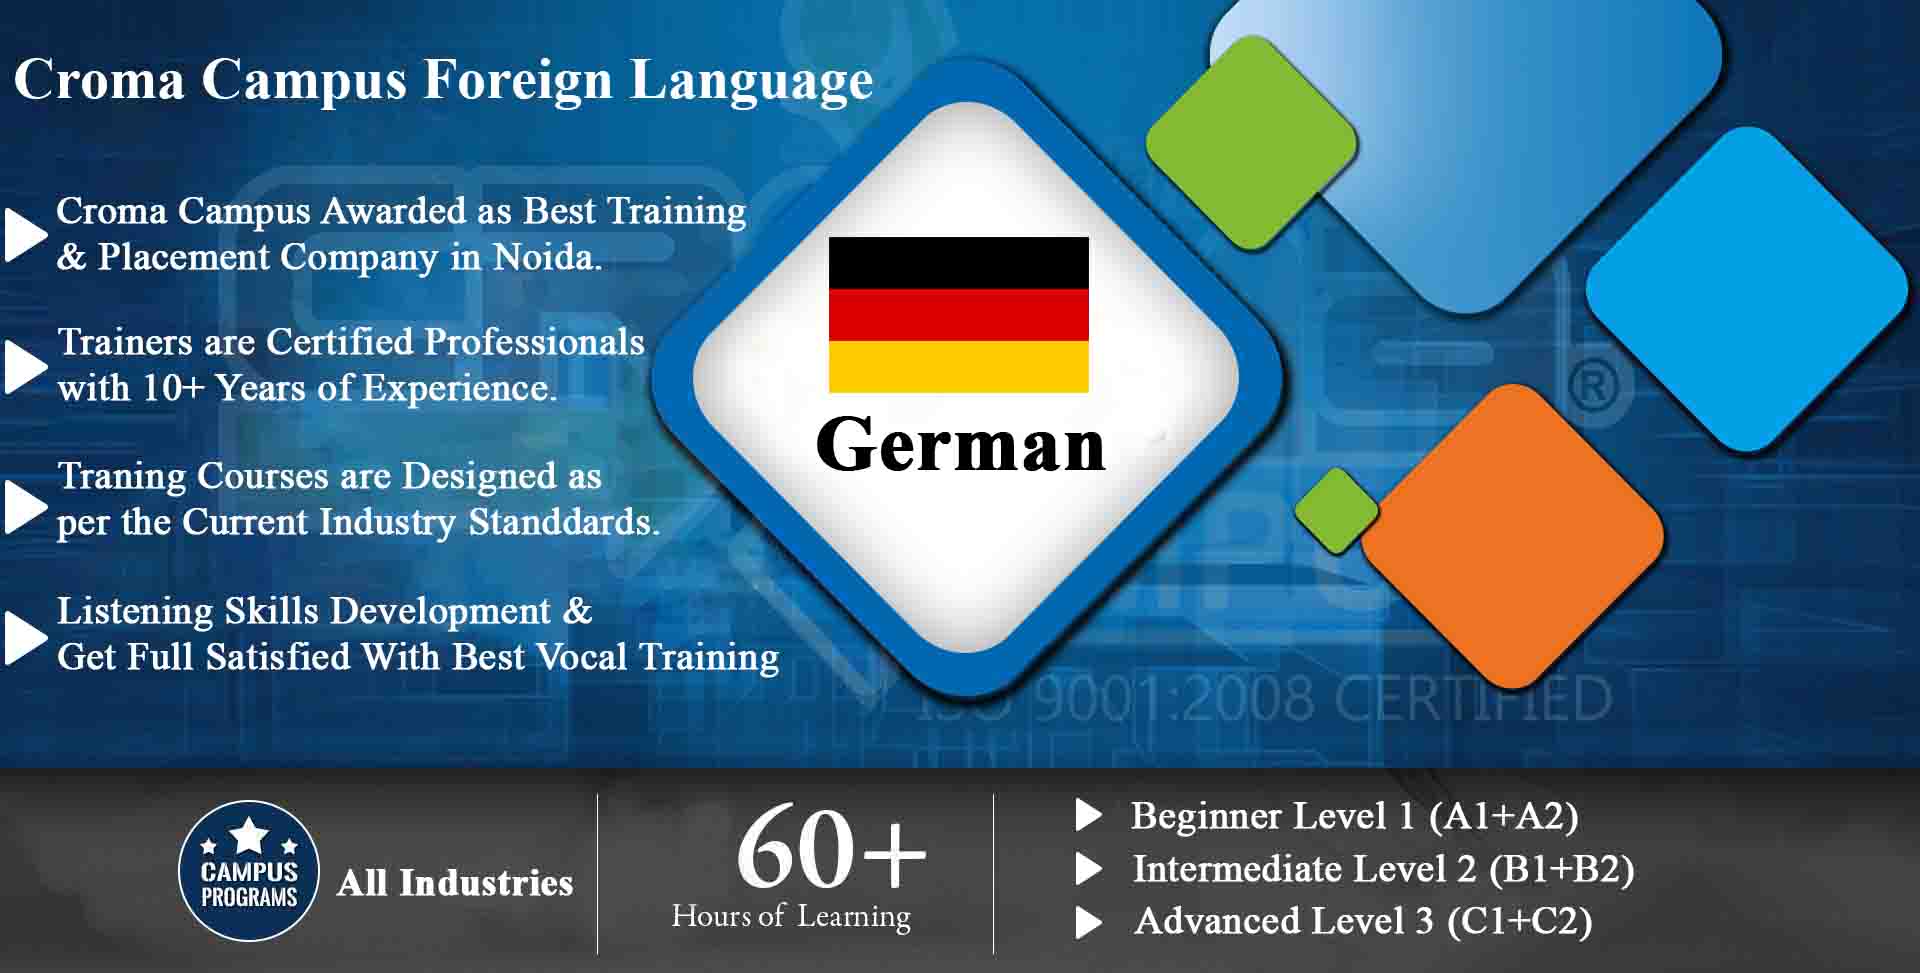 Croma Campus Foreign Language
Croma Campus Awarded as Best Training
& Placement Company in Noida.
Trainers are Certified Professionals
with 10+ Years of Experience.
Traning Courses are Designed as
per the Current Industry Standdards.
Listening Skills Development &
Get Full Satisfied With Best Vocal Training
German
®
ISO 9001:2008 CERTIFIED
CAMPUS
PROGRAMS
All Industries
60+
Hours of Learning
Beginner Level 1 (A1+A2)
Intermediate Level 2 (B1+B2)
Advanced Level 3 (C1+C2)